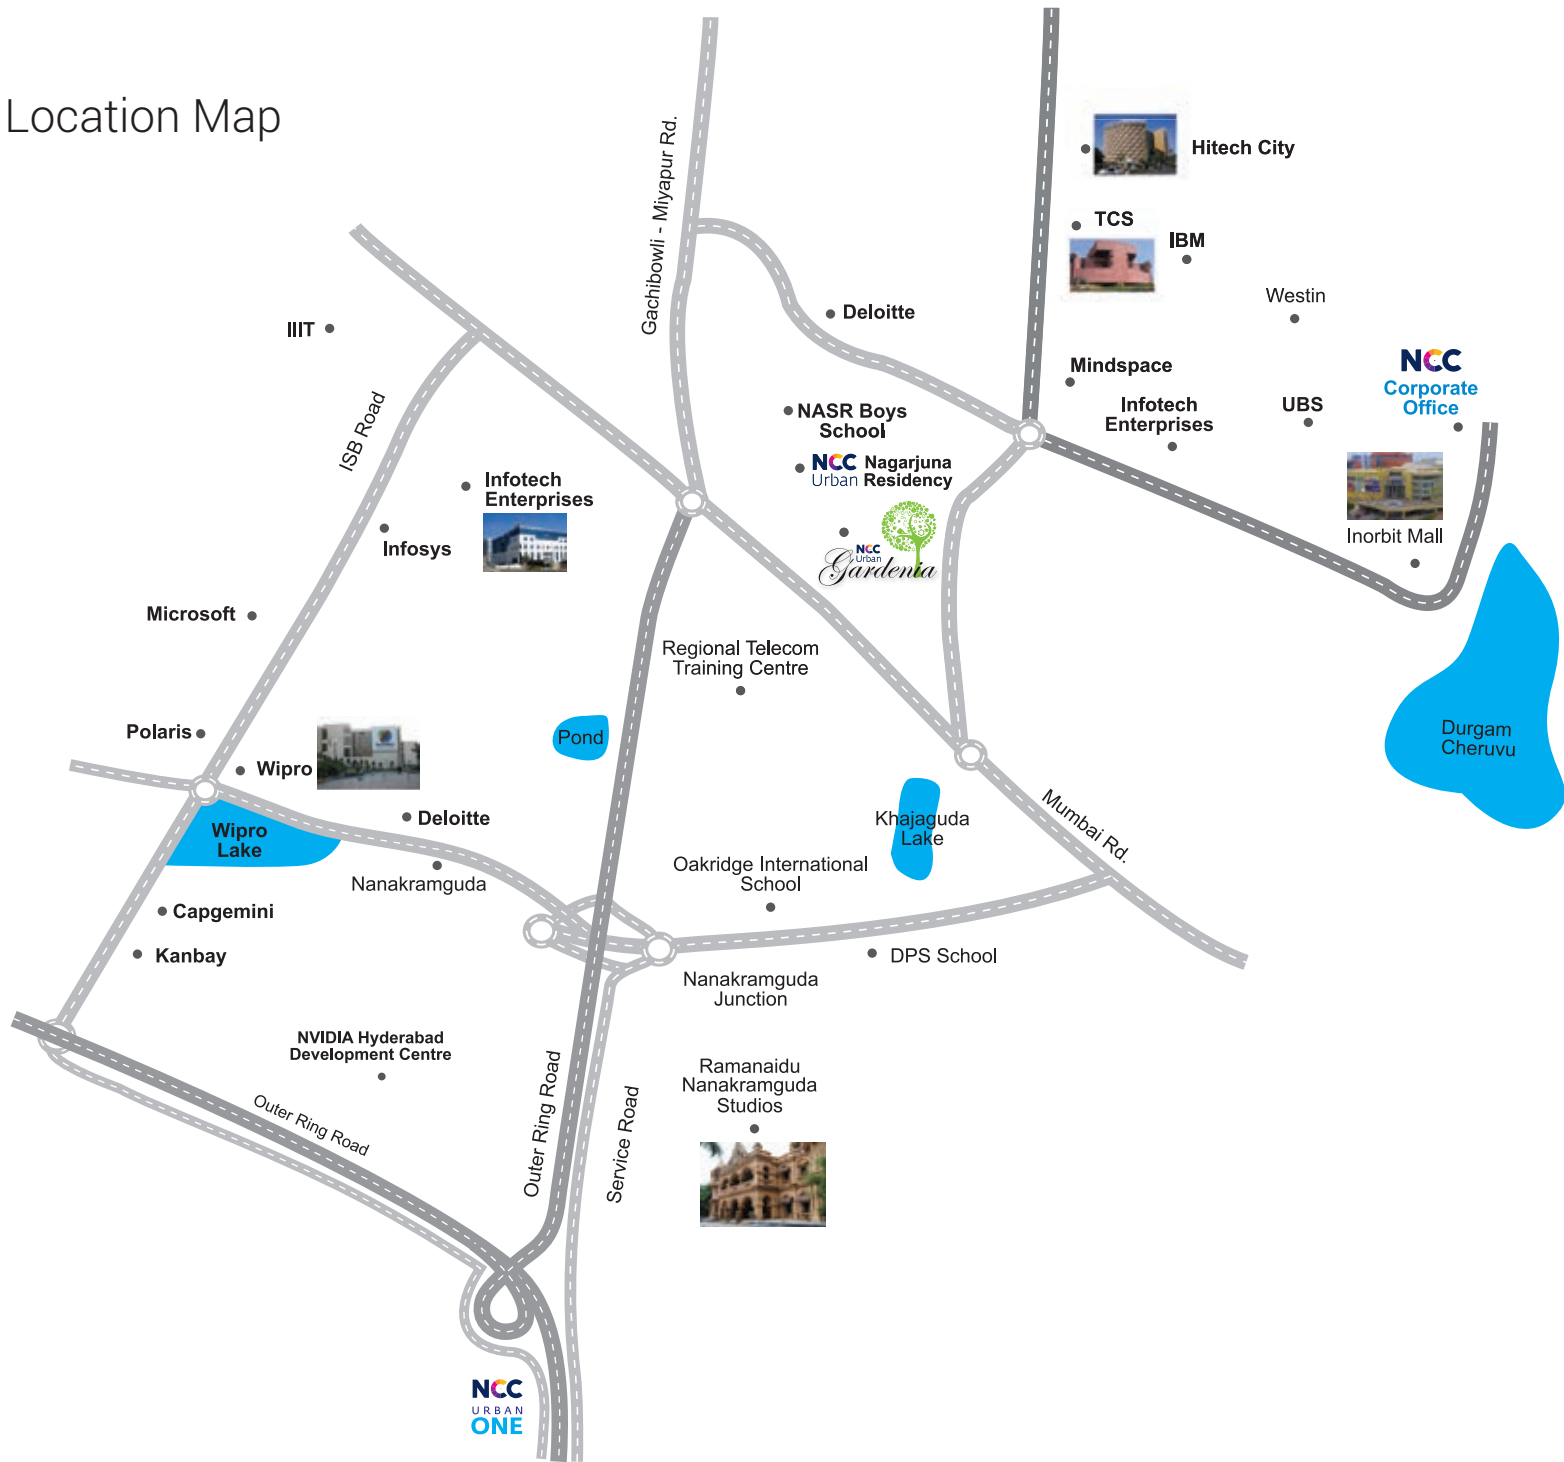 Location Map
Hitech City
Gachibowli - Miyapur Rd.
TCS
IBM
Westin
IIIT
Deloitte
NCC
Corporate
Office
Mindspace
Infotech
Enterprises
UBS
ISB Road
NASR Boys
School
NCC
Urban
Nagarjuna
Residency
Infotech
Enterprises
Infosys
Inorbit Mall
NCC
Urban
Gardenia
Microsoft
Regional Telecom
Training Centre
Polaris
Pond
Durgam
Cheruvu
Wipro
Mumbai Rd.
Deloitte
Khajaguda
Lake
Wipro
Lake
Nanakramguda
Oakridge International
School
Capgemini
Kanbay
DPS School
Nanakramguda
Junction
NVIDIA Hyderabad
Development Centre
Outer Ring Road
Outer Ring Road
Service Road
Ramanaidu
Nanakramguda
Studios
NCC
URBAN
ONE